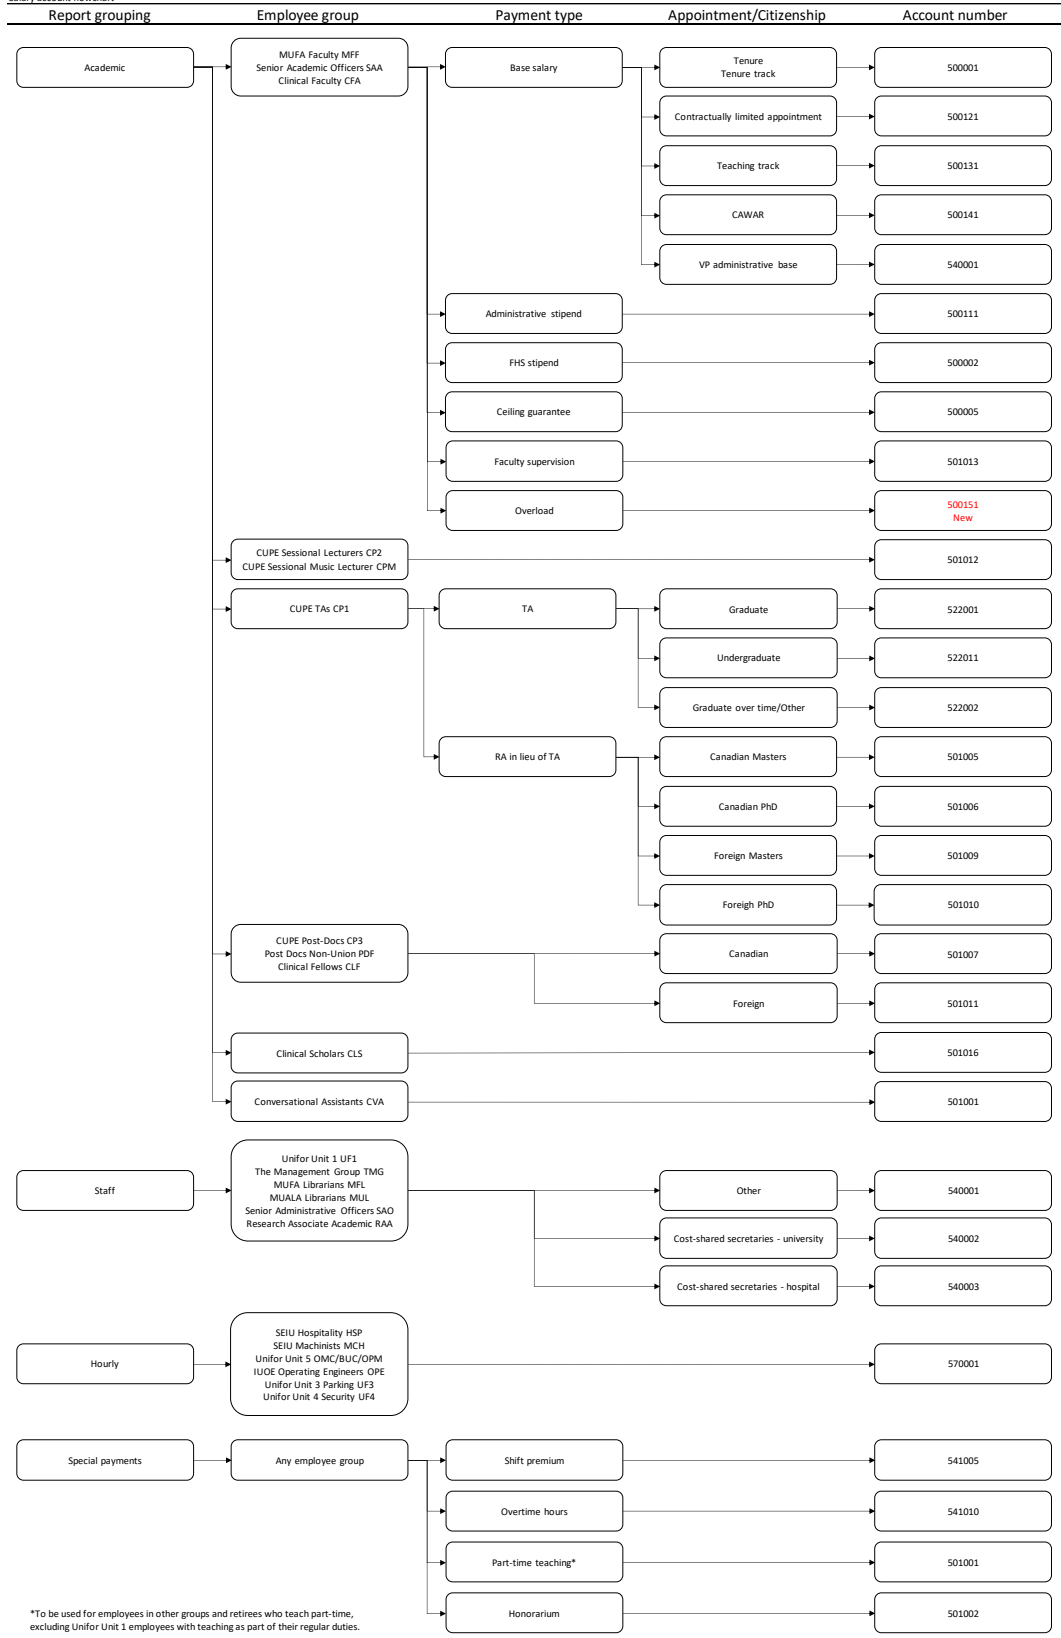 Report grouping
Employee group
Payment type
Appointment/Citizenship
Account number
Academic
MUFA Faculty MFF
Senior Academic Officers SAA
Clinical Faculty CFA
Base salary
Tenure
Tenure track
500001
Contractually limited appointment
500121
Teaching track
500131
CAWAR
500141
VP administrative base
540001
Administrative stipend
500111
FHS stipend
500002
Ceiling guarantee
500005
Faculty supervision
501013
Overload
500151
New
CUPE Sessional Lecturers CP2
CUPE Sessional Music Lecturer CPM
501012
CUPE TAs CP1
TA
Graduate
522001
Undergraduate
522011
Graduate over time/Other
522002
RA in lieu of TA
Canadian Masters
501005
Canadian PhD
501006
Foreign Masters
501009
Foreigh PhD
501010
CUPE Post-Docs CP3
Post Docs Non-Union PDF
Clinical Fellows CLF
Canadian
501007
Foreign
501011
Clinical Scholars CLS
501016
Conversational Assistants CVA
501001
Staff
Unifor Unit 1 UF1
The Management Group TMG
MUFA Librarians MFL
MUALA Librarians MUL
Senior Administrative Officers SAO
Research Associate Academic RAA
Other
540001
Cost-shared secretaries - university
540002
Cost-shared secretaries - hospital
540003
Hourly
SEIU Hospitality HSP
SEIU Machinists MCH
Unifor Unit 5 OMC/BUC/OPM
IUOE Operating Engineers OPE
Unifor Unit 3 Parking UF3
Unifor Unit 4 Security UF4
570001
Special payments
Any employee group
Shift premium
541005
Overtime hours
541010
Part-time teaching*
501001
Honorarium
501002
*To be used for employees in other groups and retirees who teach part-time,
excluding Unifor Unit 1 employees with teaching as part of their regular duties.